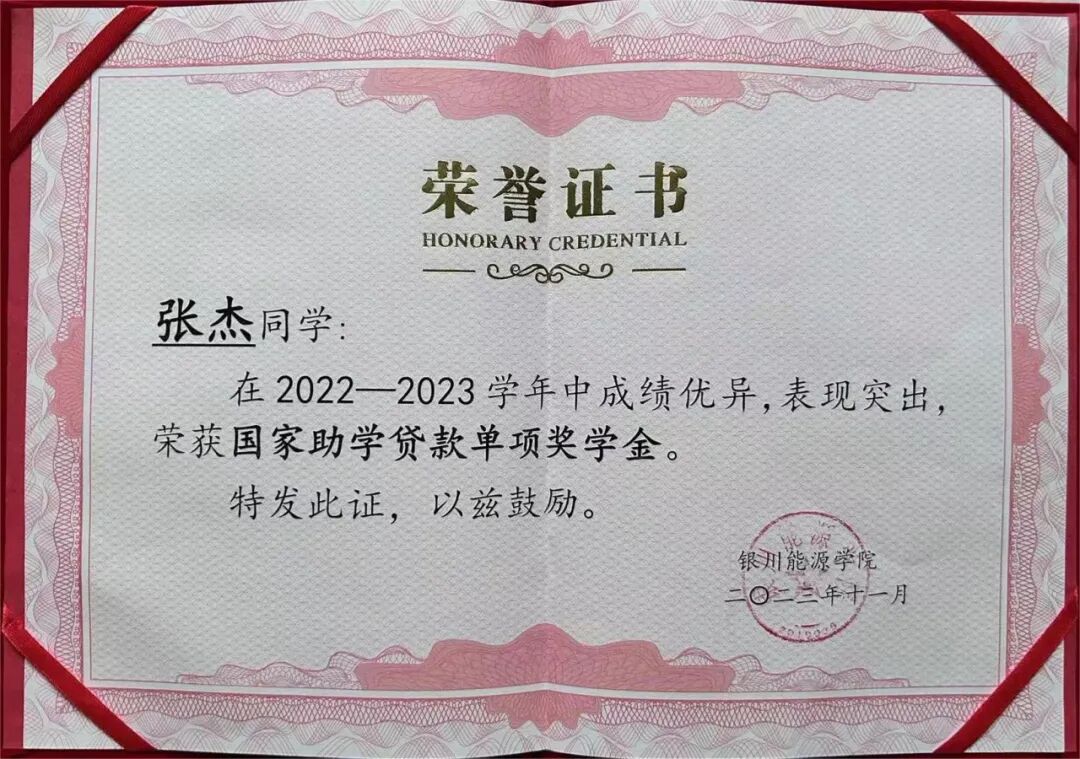 荣誉证书
HONORARY CREDENTIAL
张杰同学:
在2022—2023学年中成绩优异,表现突出,
荣获国家助学贷款单项奖学金。
特发此证，以兹鼓励。
银川能源学院
二〇二三年十一月